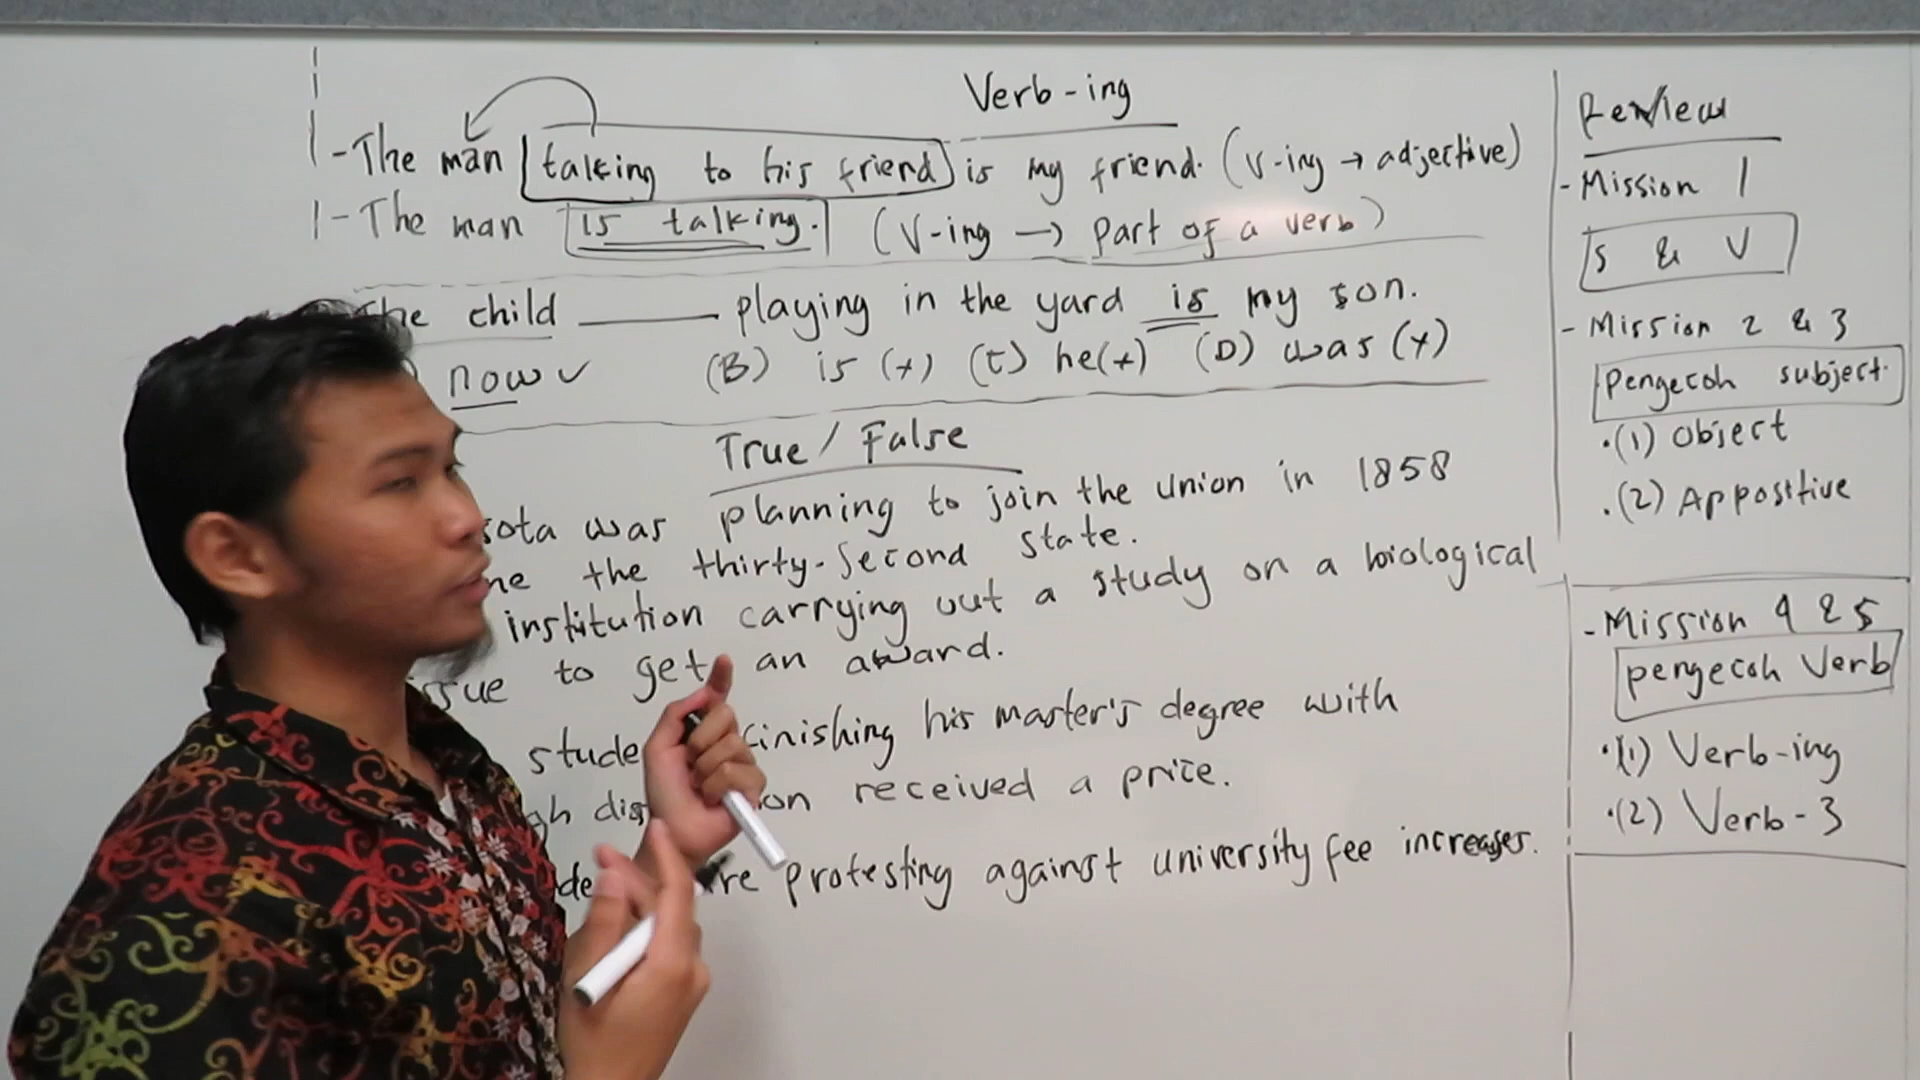 Verb-ing
-The man talking to his friend is my friend. (V-ing → adjective)
-The man is talking. (V-ing → part of a verb)
The child ______ playing in the yard is my son.
now ✓ (B) is (x) (C) he(x) (D) was (x)
True / False
was planning to join the union in 1858
the thirty-second state.
institution carrying out a study on a biological
to get an award.
finishing his master's degree with
received a price.
protesting against university fee increases.
Review
-Mission 1
S & V
-Mission 2 & 3
pengecoh subject.
.(1) Object
.(2) Appositive
-Mission 4 & 5
pengecoh Verb
.(1) Verb-ing
.(2) Verb-3